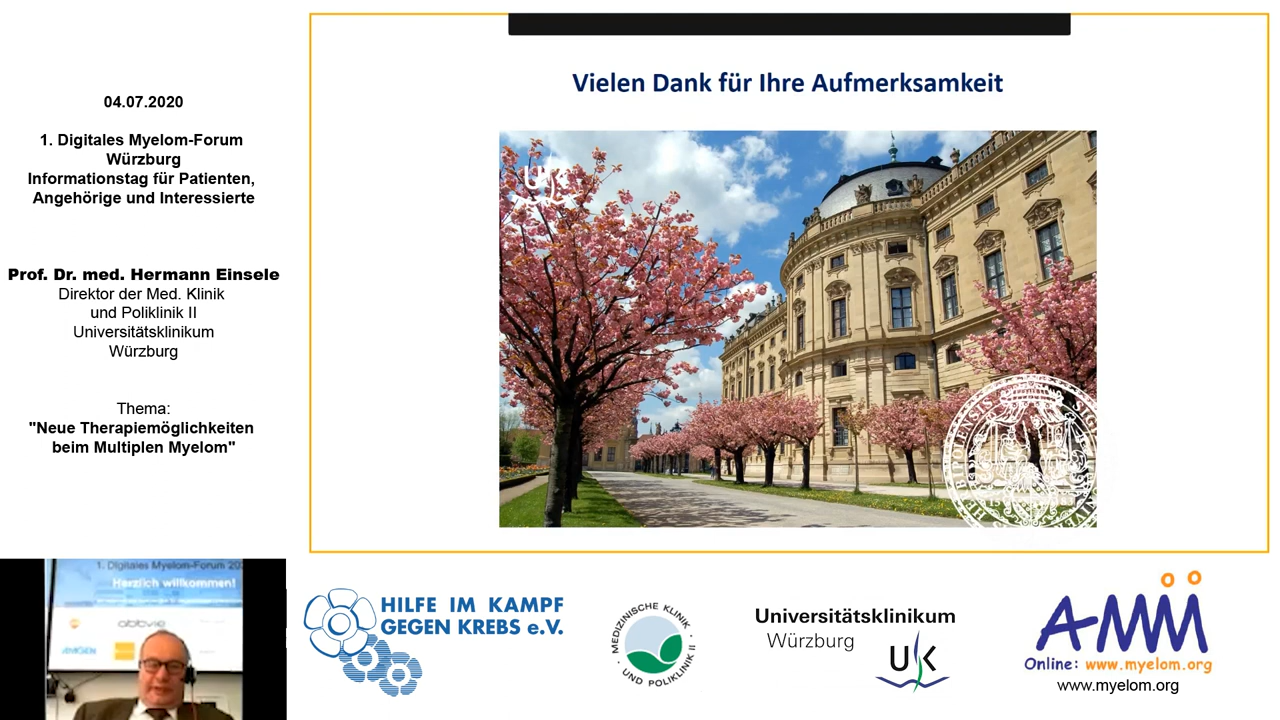 04.07.2020
1. Digitales Myelom-Forum
Würzburg
Informationstag für Patienten,
Angehörige und Interessierte
Prof. Dr. med. Hermann Einsele
Direktor der Med. Klinik
und Poliklinik II
Universitätsklinikum
Würzburg
Thema:
"Neue Therapiemöglichkeiten
beim Multiplen Myelom"
Vielen Dank für Ihre Aufmerksamkeit
UK
1. Digitales Myelom-Forum
Herzlich willkommen!
abbvie
AMGEN
HILFE IM KAMPF
GEGEN KREBS e.V.
MEDIZINISCHE KLINIK
UND POLIKLINIK II
Universitätsklinikum
Würzburg
UK
AMM
Online: www.myelom.org
www.myelom.org